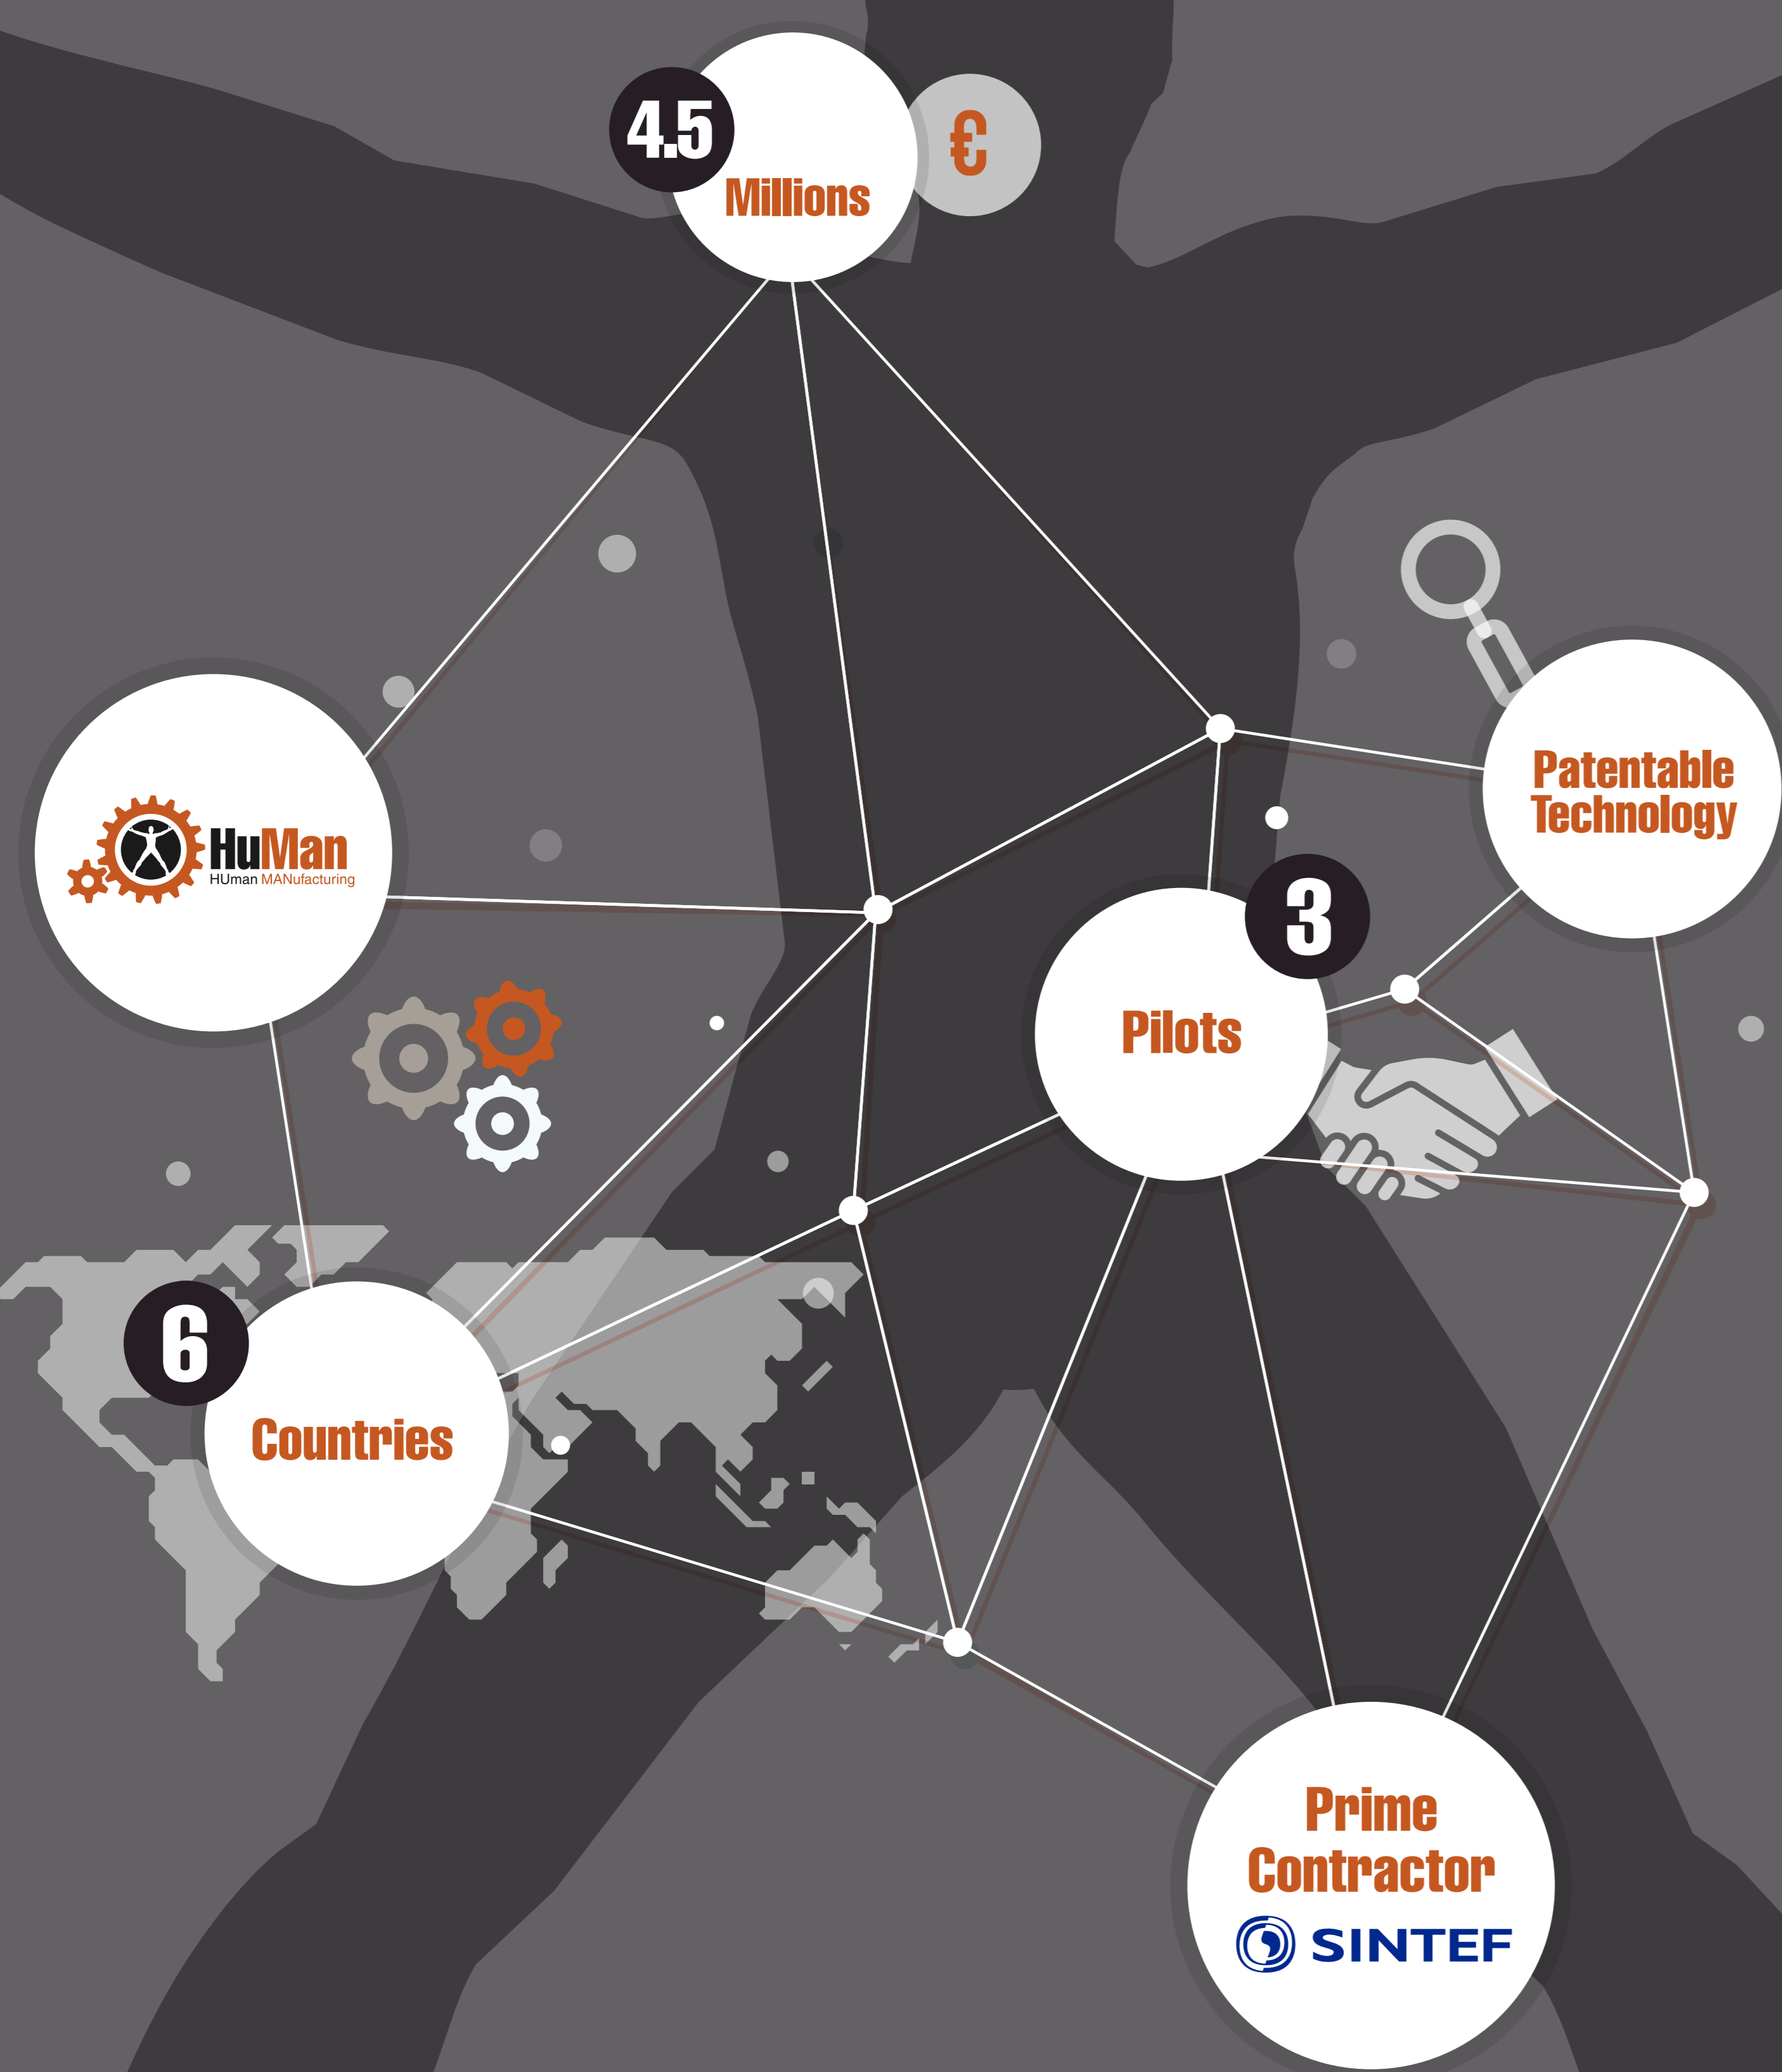 4.5
Millions
€
Patentable
Technology
HuMan
HUman MANufacturing
3
Pilots
6
Countries
Prime
Contractor
SINTEF